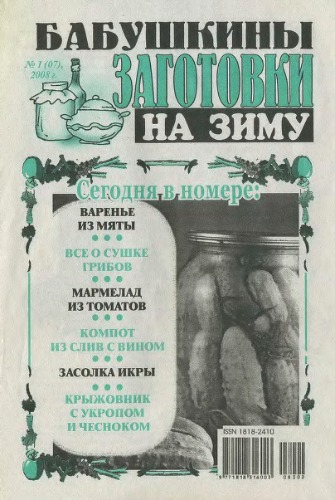 БАБУШКИНЫ
№ 1 (07),
2008 г.
ЗАГОТОВКИ
НА ЗИМУ
Сегодня в номере:
ВАРЕНЬЕ
ИЗ МЯТЫ
ВСЕ О СУШКЕ
ГРИБОВ
МАРМЕЛАД
ИЗ ТОМАТОВ
КОМПОТ
ИЗ СЛИВ С ВИНОМ
ЗАСОЛКА ИКРЫ
КРЫЖОВНИК
С УКРОПОМ
И ЧЕСНОКОМ
ISSN 1818-2410